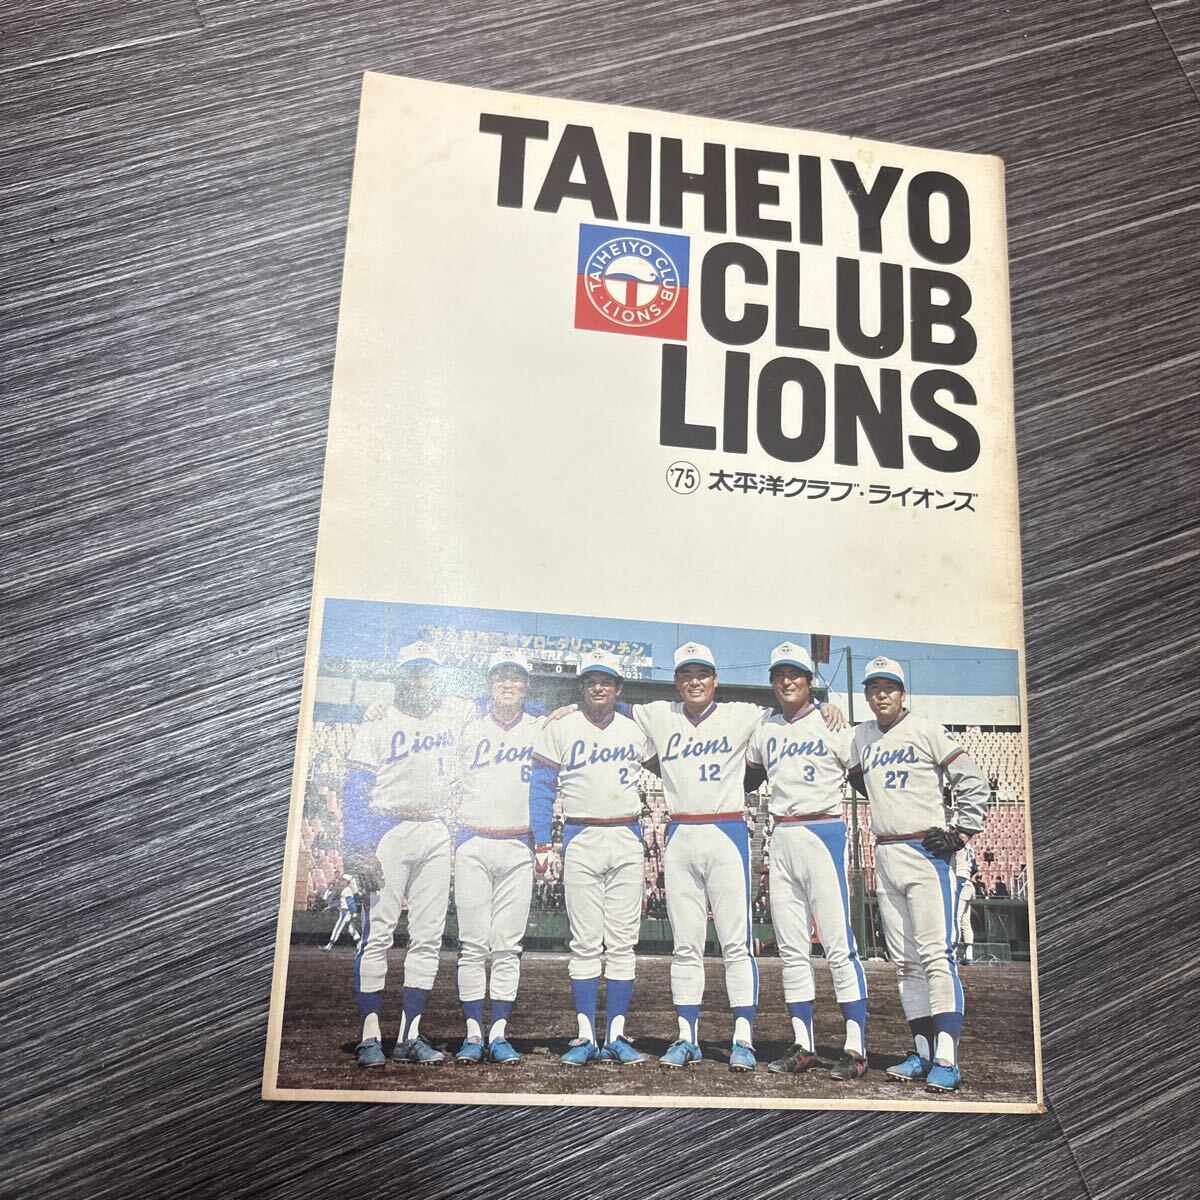 TAIHEIYO
CLUB
LIONS
TAIHEIYO CLUB · LIONS ·
'75 太平洋クラブ・ライオンズ
Lions
1
Lions
6
Lions
2
Lions
12
Lions
3
Lions
27